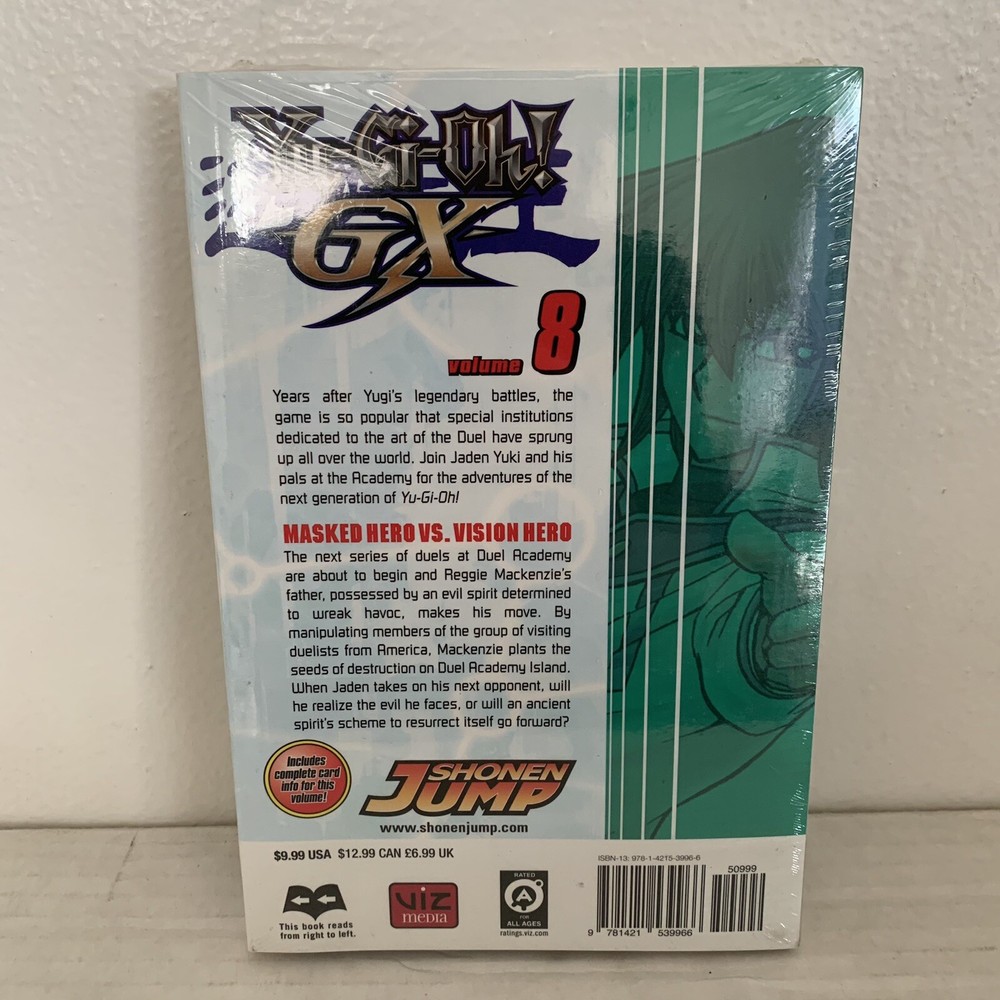 Yu-Gi-Oh!
GX
volume 8
Years after Yugi's legendary battles, the
game is so popular that special institutions
dedicated to the art of the Duel have sprung
up all over the world. Join Jaden Yuki and his
pals at the Academy for the adventures of the
next generation of Yu-Gi-Oh!
MASKED HERO VS. VISION HERO
The next series of duels at Duel Academy
are about to begin and Reggie Mackenzie's
father, possessed by an evil spirit determined
to wreak havoc, makes his move. By
manipulating members of the group of visiting
duelists from America, Mackenzie plants the
seeds of destruction on Duel Academy Island.
When Jaden takes on his next opponent, will
he realize the evil he faces, or will an ancient
spirit's scheme to resurrect itself go forward?
Includes
complete card
info for this
volume!
SHONEN
JUMP
www.shonenjump.com
$9.99 USA $12.99 CAN £6.99 UK
This book reads
from right to left.
VIZ
media
RATED
A
FOR
ALL AGES
ratings.viz.com
ISBN-13: 978-1-4215-3996-6
50999
9 781421 539966